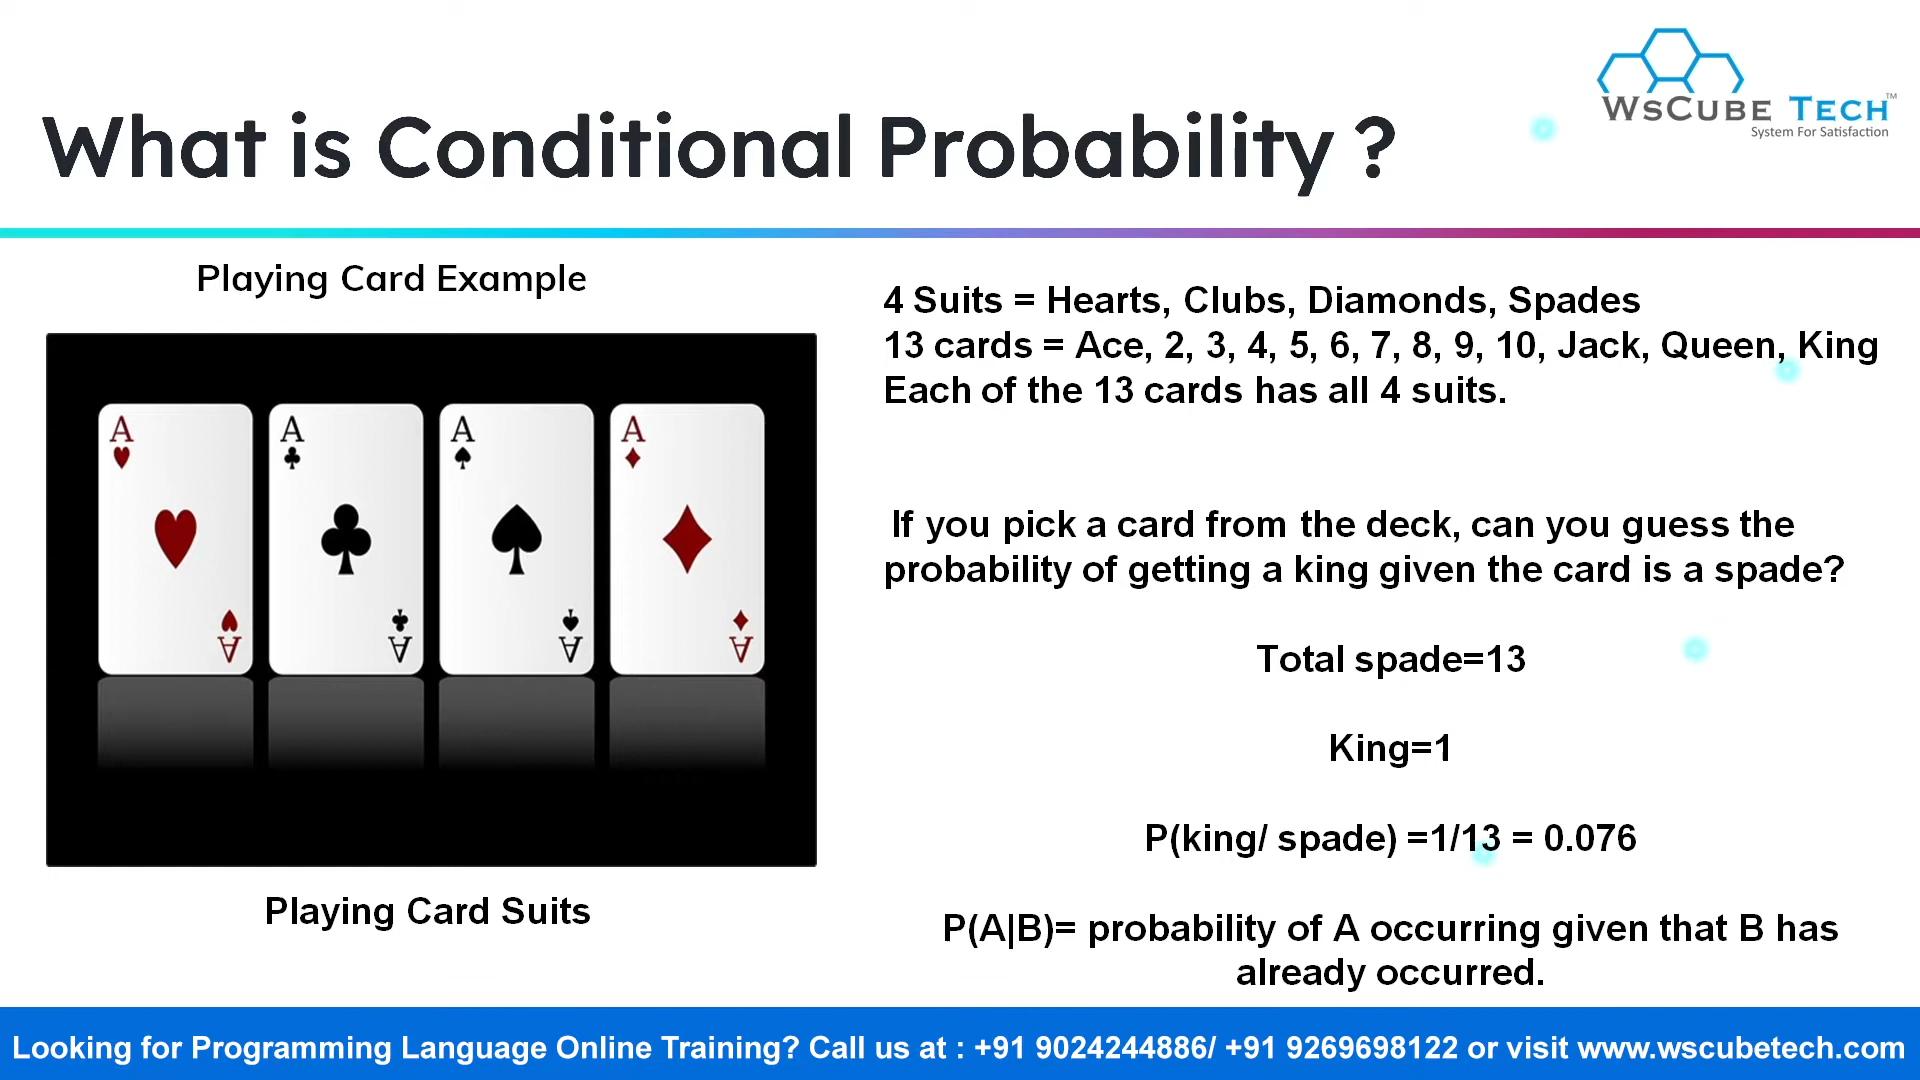 What is Conditional Probability ?
WsCube Tech™
System For Satisfaction
Playing Card Example
A A A A
A A A A
Playing Card Suits
4 Suits = Hearts, Clubs, Diamonds, Spades
13 cards = Ace, 2, 3, 4, 5, 6, 7, 8, 9, 10, Jack, Queen, King
Each of the 13 cards has all 4 suits.
If you pick a card from the deck, can you guess the
probability of getting a king given the card is a spade?
Total spade=13
King=1
P(king/ spade) =1/13 = 0.076
P(A|B)= probability of A occurring given that B has
already occurred.
Looking for Programming Language Online Training? Call us at : +91 9024244886/ +91 9269698122 or visit www.wscubetech.com